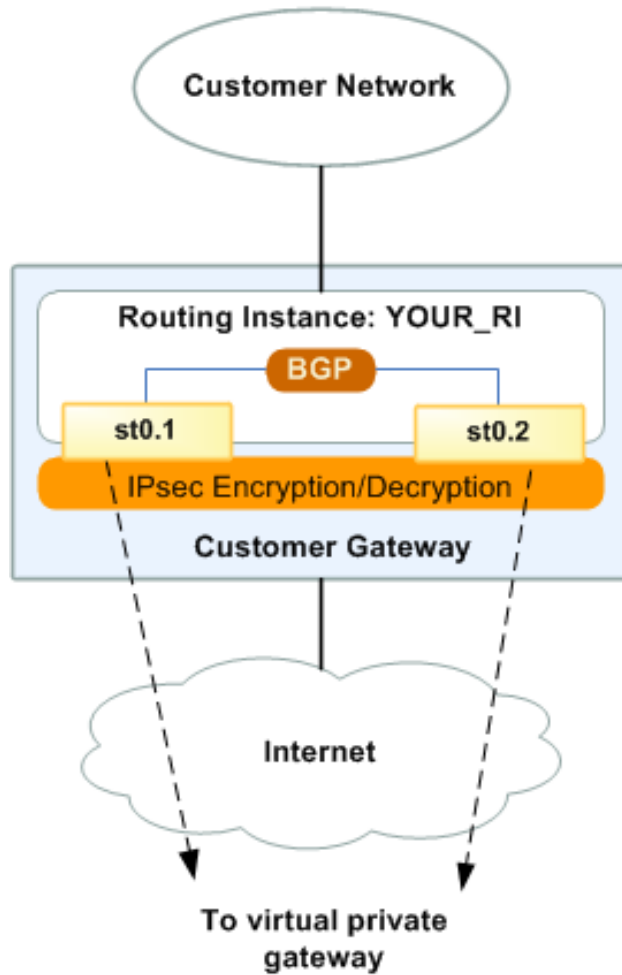 Customer Network
Routing Instance: YOUR_RI
BGP
st0.1
st0.2
IPsec Encryption/Decryption
Customer Gateway
Internet
To virtual private
gateway